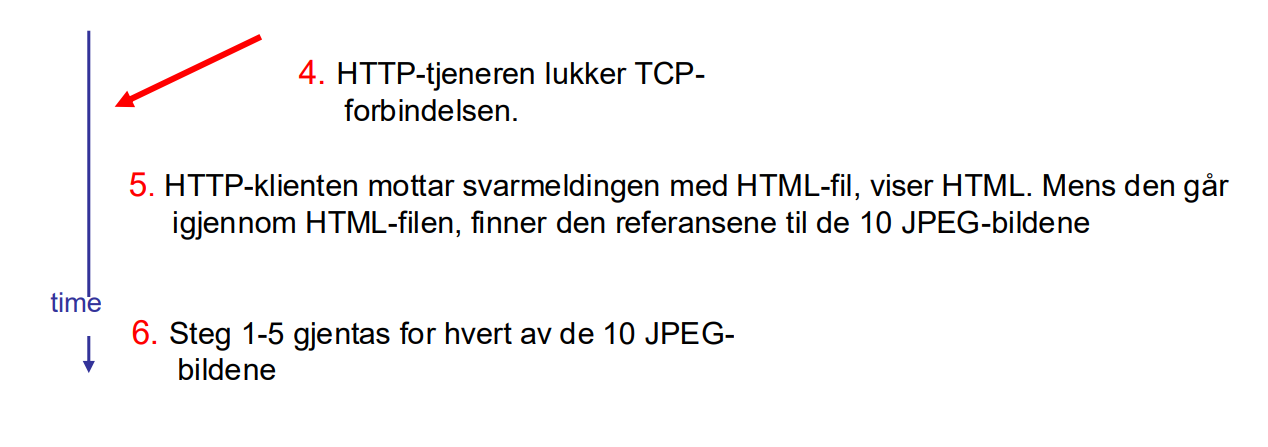 4. HTTP-tjeneren lukker TCP-
forbindelsen.
5. HTTP-klienten mottar svarmeldingen med HTML-fil, viser HTML. Mens den går
igjennom HTML-filen, finner den referansene til de 10 JPEG-bildene
time
6. Steg 1-5 gjentas for hvert av de 10 JPEG-
bildene